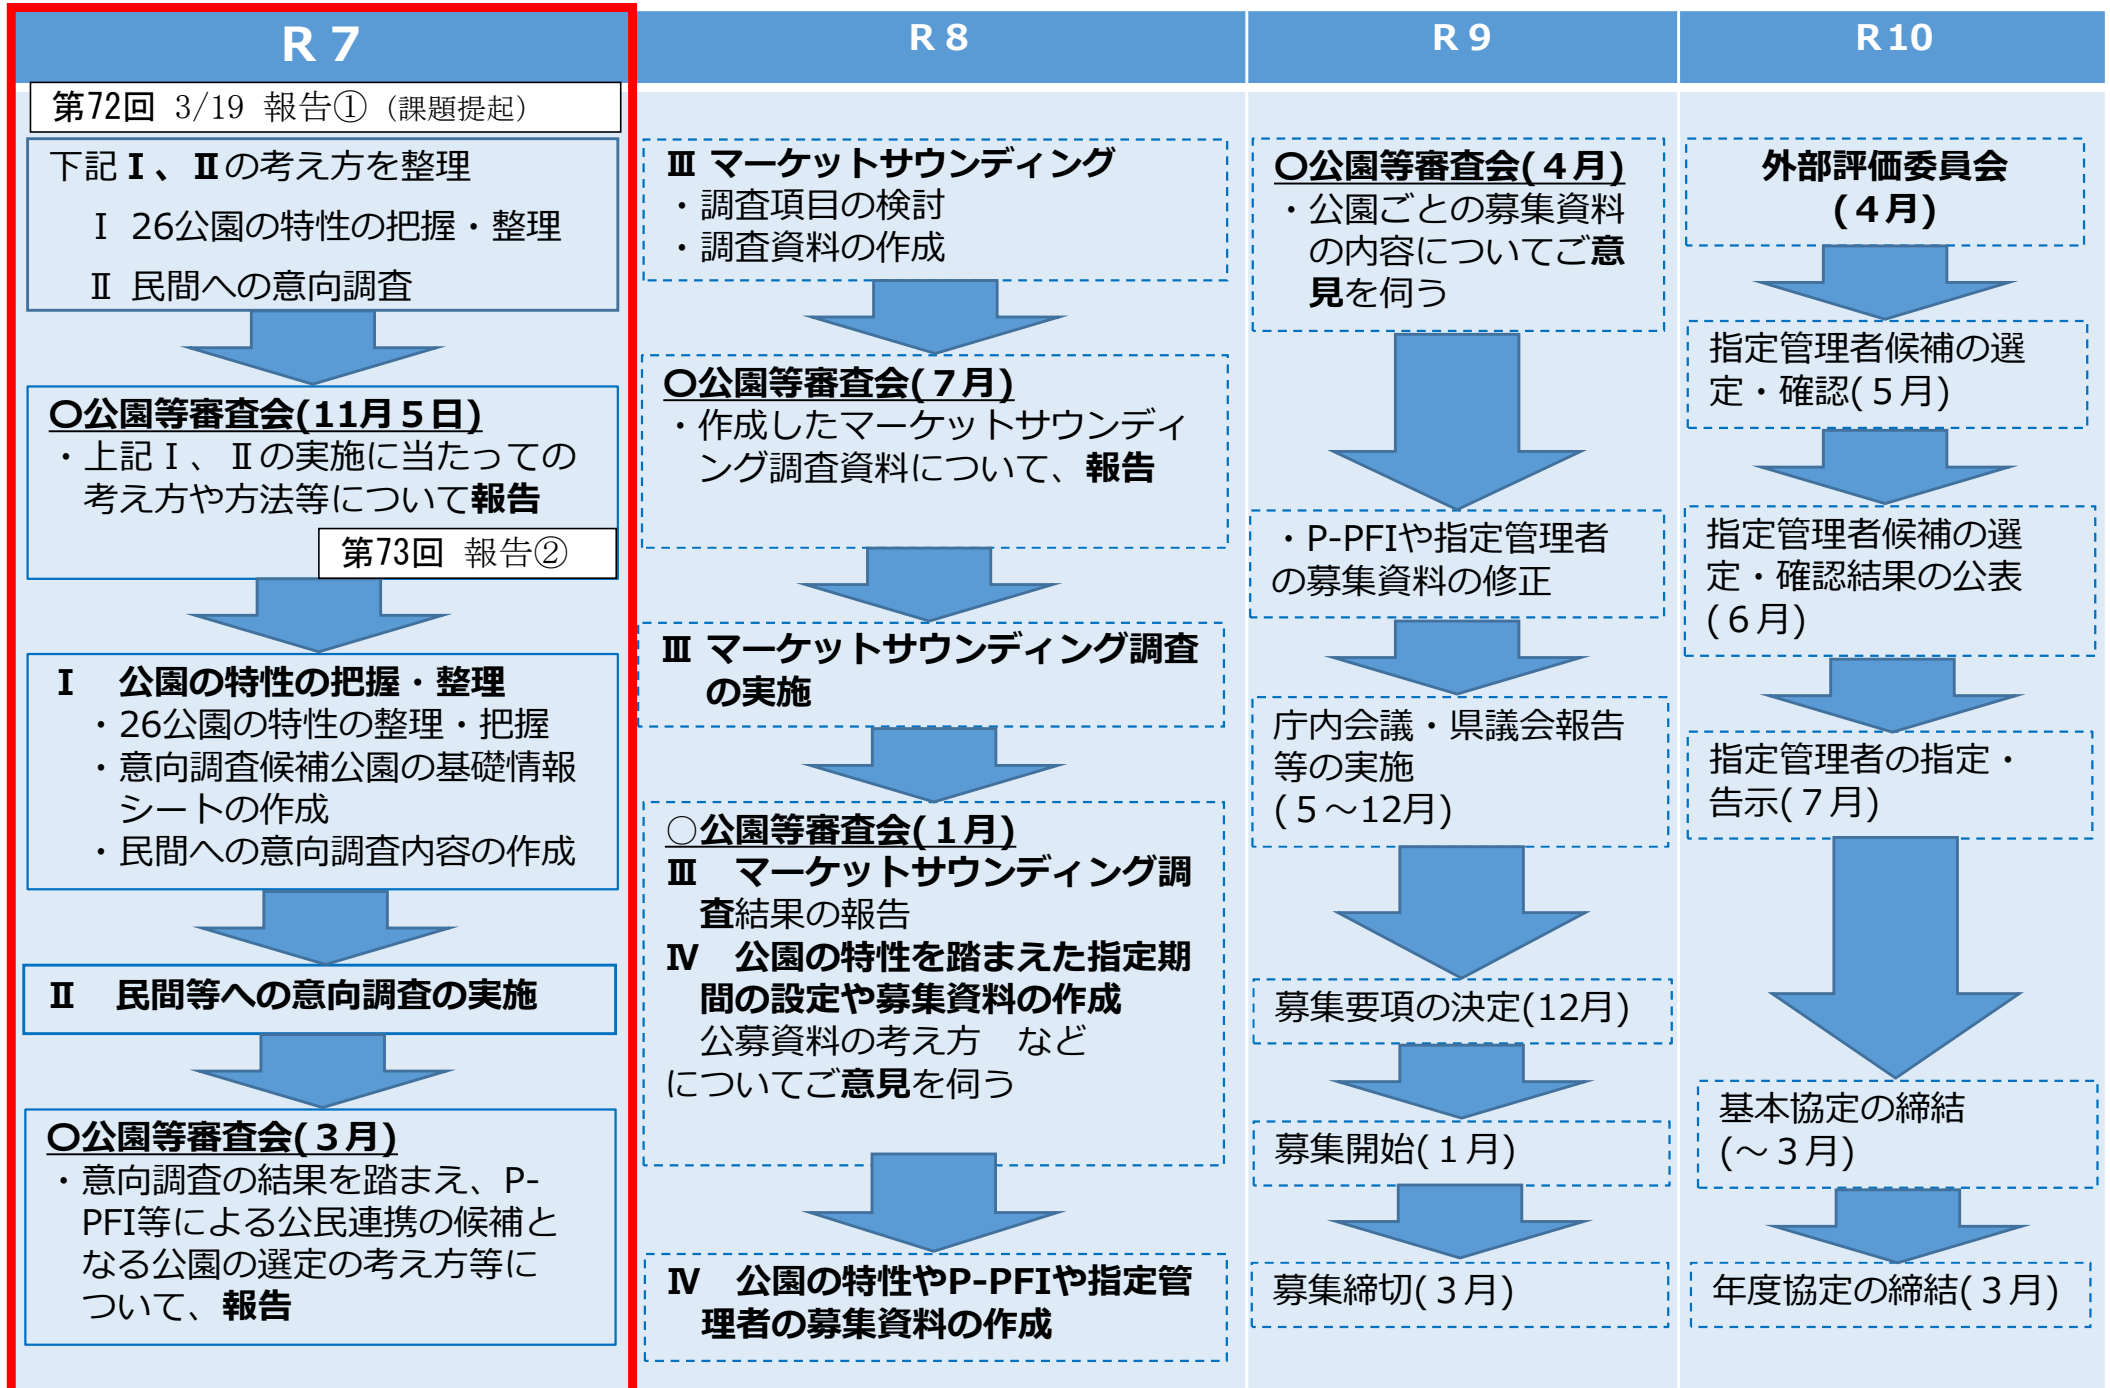 R７
第72回 3/19 報告①（課題提起）
下記Ⅰ、Ⅱの考え方を整理
Ⅰ 26公園の特性の把握・整理
Ⅱ 民間への意向調査
〇公園等審査会(11月５日)
・上記Ⅰ、Ⅱの実施に当たっての
考え方や方法等について報告
第73回 報告②
Ⅰ　公園の特性の把握・整理
・26公園の特性の整理・把握
・意向調査候補公園の基礎情報
シートの作成
・民間への意向調査内容の作成
Ⅱ　民間等への意向調査の実施
〇公園等審査会(３月)
・意向調査の結果を踏まえ、P-
PFI等による公民連携の候補と
なる公園の選定の考え方等に
ついて、報告
R８
Ⅲ マーケットサウンディング
・調査項目の検討
・調査資料の作成
〇公園等審査会(７月)
・作成したマーケットサウンディ
ング調査資料について、報告
Ⅲ マーケットサウンディング調査
の実施
○公園等審査会(１月)
Ⅲ　マーケットサウンディング調
査結果の報告
Ⅳ　公園の特性を踏まえた指定期
間の設定や募集資料の作成
公募資料の考え方　など
についてご意見を伺う
Ⅳ　公園の特性やP-PFIや指定管
理者の募集資料の作成
R９
〇公園等審査会(４月)
・公園ごとの募集資料
の内容についてご意
見を伺う
・P-PFIや指定管理者
の募集資料の修正
庁内会議・県議会報告
等の実施
(５～12月)
募集要項の決定(12月)
募集開始(１月)
募集締切(３月)
R10
外部評価委員会
(４月)
指定管理者候補の選
定・確認(５月)
指定管理者候補の選
定・確認結果の公表
(６月)
指定管理者の指定・
告示(７月)
基本協定の締結
(～３月)
年度協定の締結(３月)